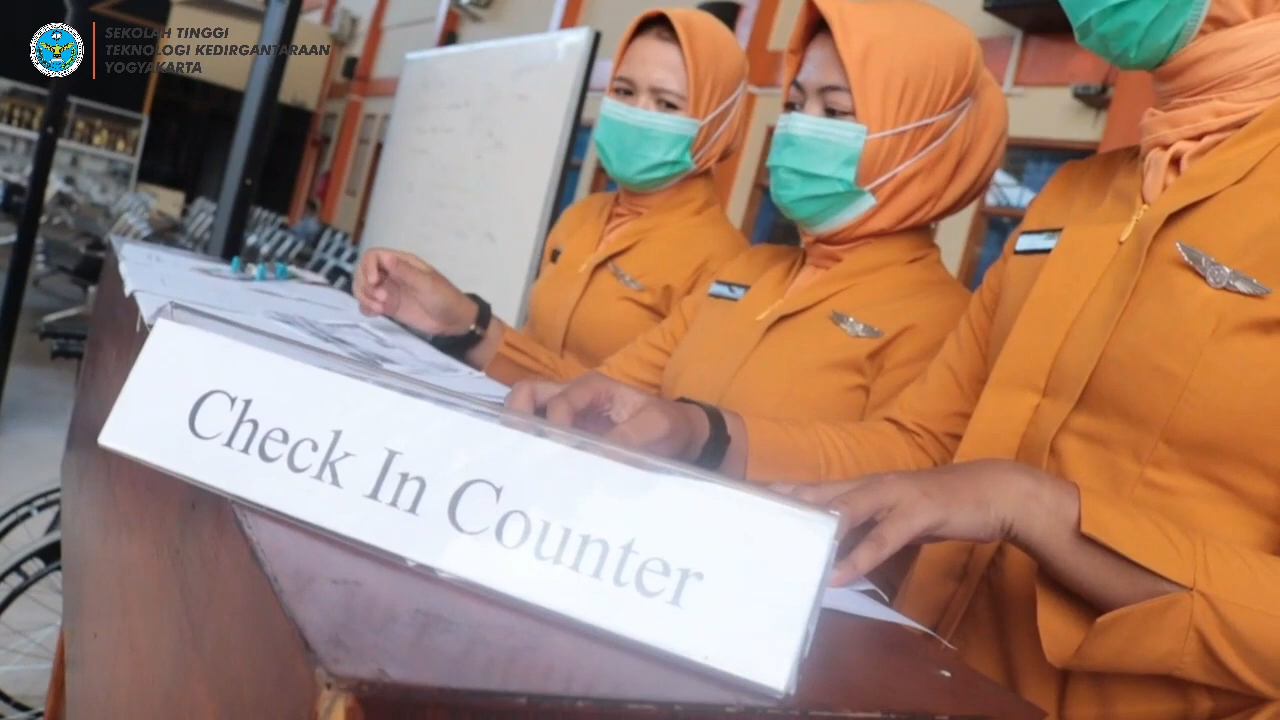 SEKOLAH TINGGI
TEKNOLOGI KEDIRGANTARAAN
YOGYAKARTA
Check In Counter